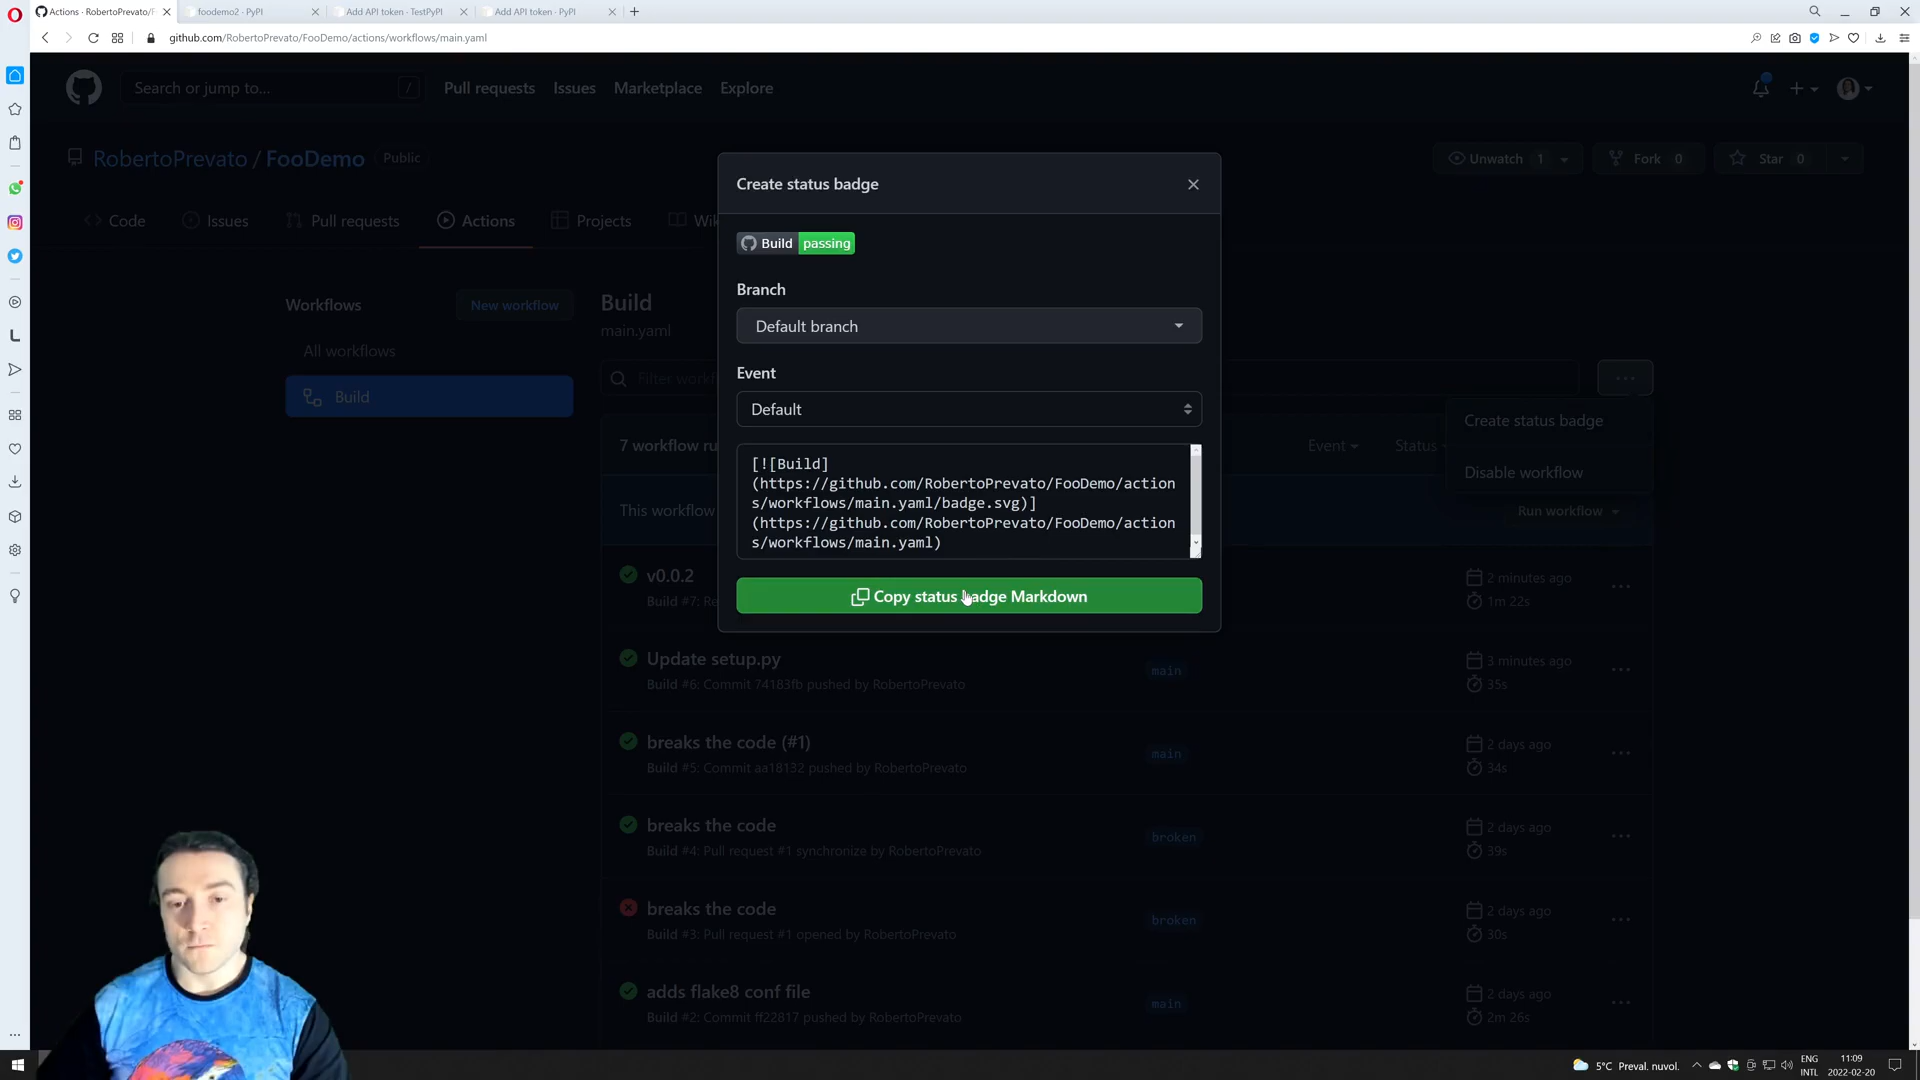 Actions · RobertoPrevato/F
foodemo2 · PyPI
Add API token · TestPyPI
Add API token · PyPI
github.com/RobertoPrevato/FooDemo/actions/workflows/main.yaml
Search or jump to...
/
Pull requests
Issues
Marketplace
Explore
RobertoPrevato / FooDemo
Public
Unwatch 1
Fork 0
Star 0
Code
Issues
Pull requests
Actions
Projects
Create status badge
Build passing
Branch
Default branch
Event
Default
[![Build]
(https://github.com/RobertoPrevato/FooDemo/action
s/workflows/main.yaml/badge.svg)]
(https://github.com/RobertoPrevato/FooDemo/action
s/workflows/main.yaml)
Copy status badge Markdown
Workflows
New workflow
All workflows
Build
Build
main.yaml
Filter workf
Create status badge
Disable workflow
7 workflow ru
Event
Status
This workflow
Run workflow
v0.0.2
Build #7: Re
2 minutes ago
1m 22s
Update setup.py
Build #6: Commit 74183fb pushed by RobertoPrevato
main
3 minutes ago
35s
breaks the code (#1)
Build #5: Commit aa18132 pushed by RobertoPrevato
main
2 days ago
34s
breaks the code
Build #4: Pull request #1 synchronize by RobertoPrevato
broken
2 days ago
39s
breaks the code
Build #3: Pull request #1 opened by RobertoPrevato
broken
2 days ago
30s
adds flake8 conf file
Build #2: Commit ff22817 pushed by RobertoPrevato
main
2 days ago
2m 26s
5°C Preval. nuvol.
ENG
INTL
11:09
2022-02-20